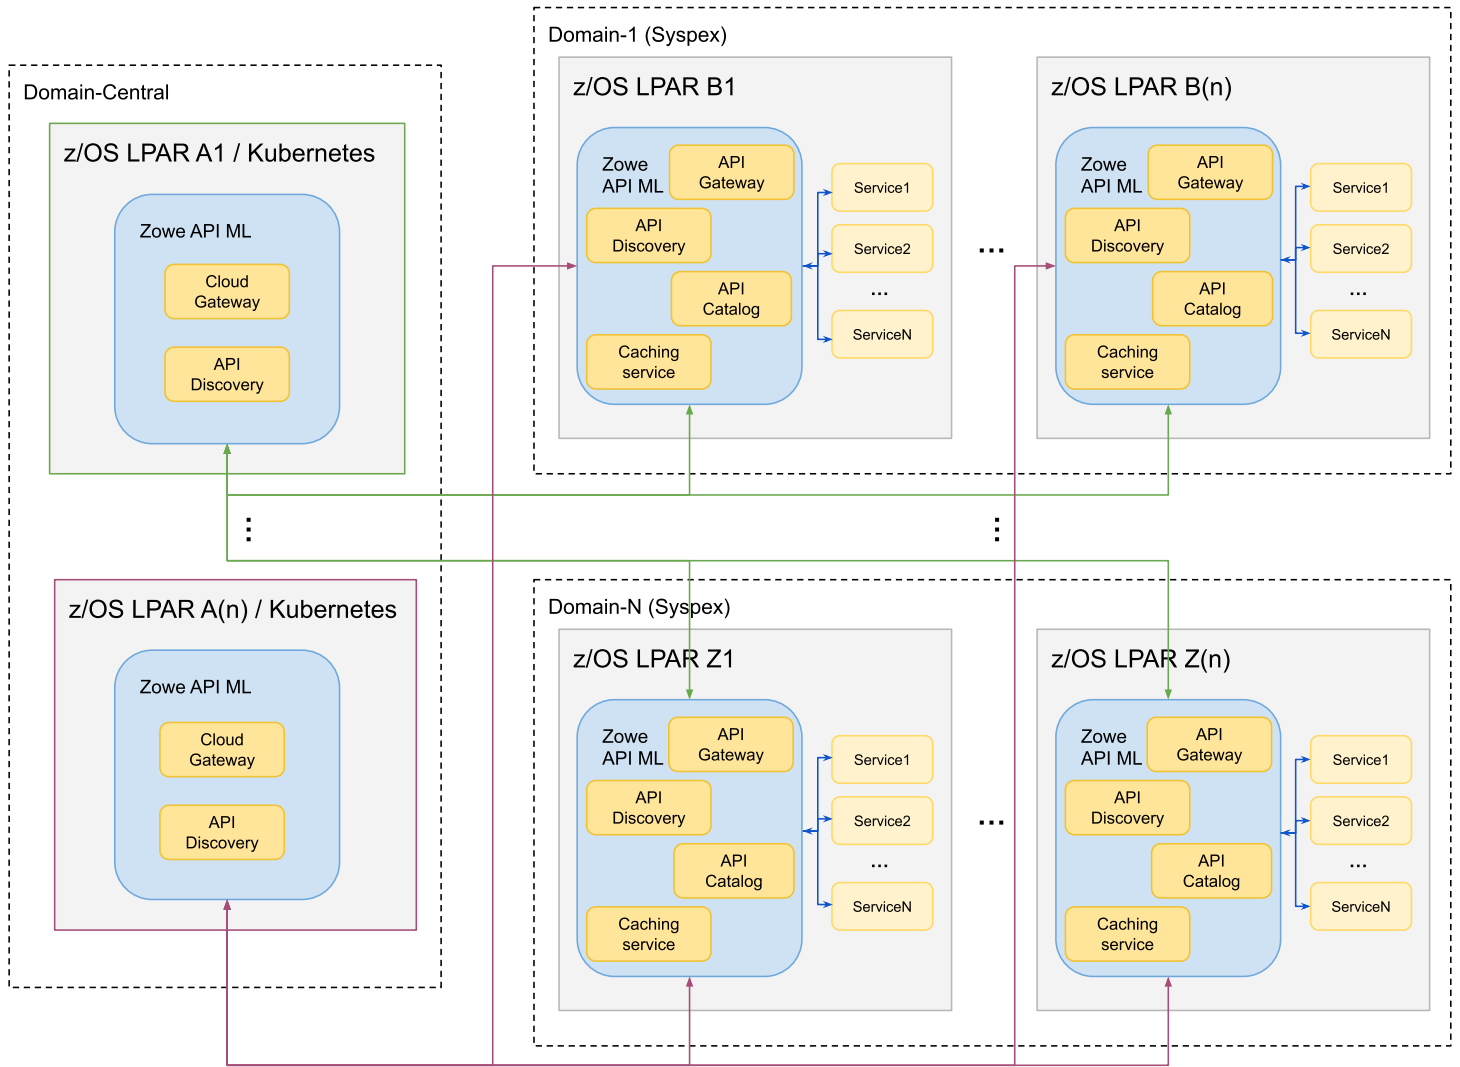 Domain-Central
z/OS LPAR A1 / Kubernetes
Zowe API ML
Cloud
Gateway
API
Discovery
⋮
z/OS LPAR A(n) / Kubernetes
Zowe API ML
Cloud
Gateway
API
Discovery
Domain-1 (Syspex)
z/OS LPAR B1
Zowe
API ML
API
Gateway
API
Discovery
API
Catalog
Caching
service
Service1
Service2
...
ServiceN
...
z/OS LPAR B(n)
Zowe
API ML
API
Gateway
API
Discovery
API
Catalog
Caching
service
Service1
Service2
...
ServiceN
⋮
Domain-N (Syspex)
z/OS LPAR Z1
Zowe
API ML
API
Gateway
API
Discovery
API
Catalog
Caching
service
Service1
Service2
...
ServiceN
...
z/OS LPAR Z(n)
Zowe
API ML
API
Gateway
API
Discovery
API
Catalog
Caching
service
Service1
Service2
...
ServiceN